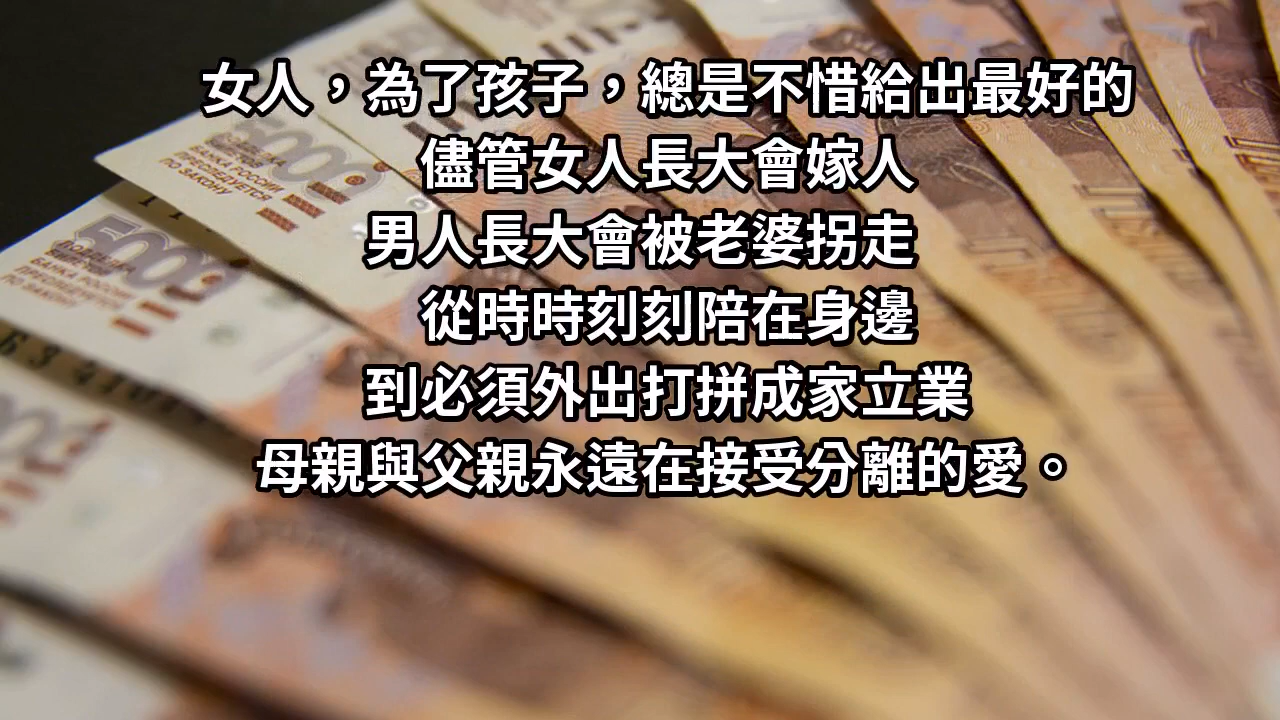 女人，為了孩子，總是不惜給出最好的
儘管女人長大會嫁人
男人長大會被老婆拐走
從時時刻刻陪在身邊
到必須外出打拼成家立業
母親與父親永遠在接受分離的愛。
5000
5000